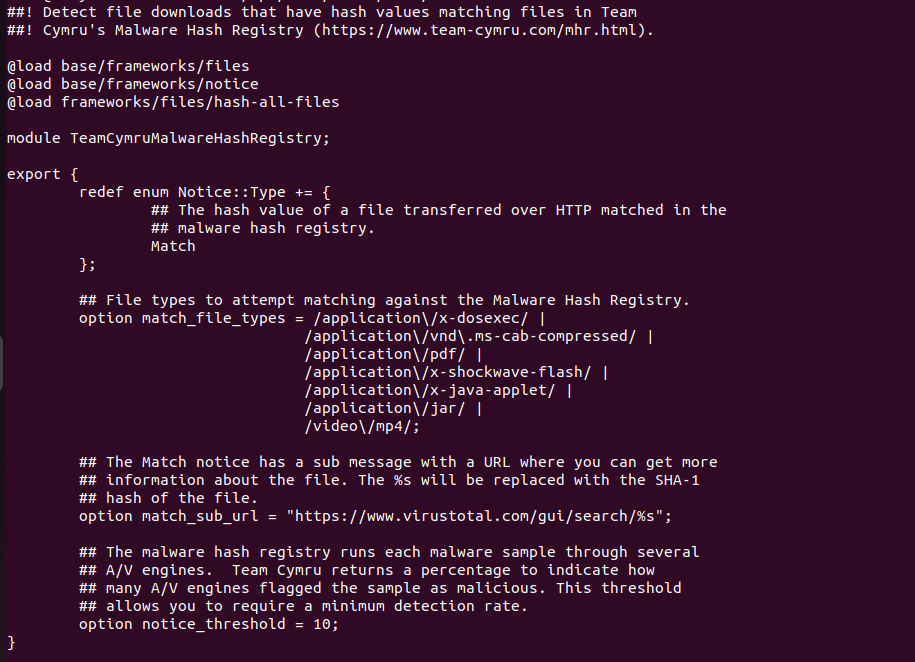 ##! Detect file downloads that have hash values matching files in Team
##! Cymru's Malware Hash Registry (https://www.team-cymru.com/mhr.html).

@load base/frameworks/files
@load base/frameworks/notice
@load frameworks/files/hash-all-files

module TeamCymruMalwareHashRegistry;

export {
        redef enum Notice::Type += {
                ## The hash value of a file transferred over HTTP matched in the
                ## malware hash registry.
                Match
        };

        ## File types to attempt matching against the Malware Hash Registry.
        option match_file_types = /application\/x-dosexec/ |
                                 /application\/vnd\.ms-cab-compressed/ |
                                 /application\/pdf/ |
                                 /application\/x-shockwave-flash/ |
                                 /application\/x-java-applet/ |
                                 /application\/jar/ |
                                 /video\/mp4/;

        ## The Match notice has a sub message with a URL where you can get more
        ## information about the file. The %s will be replaced with the SHA-1
        ## hash of the file.
        option match_sub_url = "https://www.virustotal.com/gui/search/%s";

        ## The malware hash registry runs each malware sample through several
        ## A/V engines.  Team Cymru returns a percentage to indicate how
        ## many A/V engines flagged the sample as malicious. This threshold
        ## allows you to require a minimum detection rate.
        option notice_threshold = 10;
}